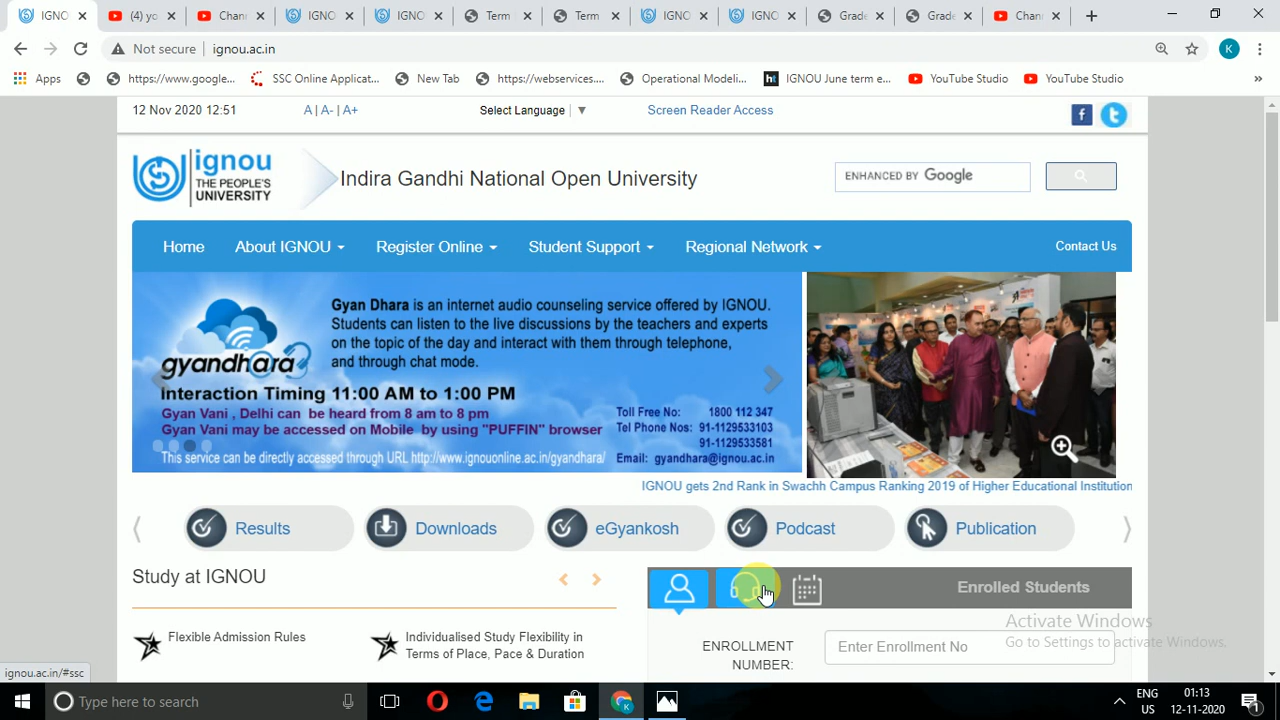 IGNO
(4) yo
Chann
IGNO
IGNO
Term
Term
IGNO
IGNO
Grade
Grade
Chan
Not secure ignou.ac.in
K
Apps https://www.google... SSC Online Applicat... New Tab https://webservices.... Operational Modeli... ht IGNOU June term e... YouTube Studio YouTube Studio »
12 Nov 2020 12:51 A | A- | A+ Select Language ▼ Screen Reader Access
ignou
THE PEOPLE'S
UNIVERSITY
Indira Gandhi National Open University
ENHANCED BY Google
Home About IGNOU Register Online Student Support Regional Network Contact Us
gyandhara
Gyan Dhara is an internet audio counseling service offered by IGNOU.
Students can listen to the live discussions by the teachers and experts
on the topic of the day and interact with them through telephone,
and through chat mode.
Interaction Timing 11:00 AM to 1:00 PM
Gyan Vani , Delhi can be heard from 8 am to 8 pm
Gyan Vani may be accessed on Mobile by using "PUFFIN" browser
This service can be directly accessed through URL http://www.ignouonline.ac.in/gyandhara/
Toll Free No: 1800 112 347
Tel Phone Nos: 91-1129533103
91-1129533581
Email: gyandhara@ignou.ac.in
IGNOU gets 2nd Rank in Swachh Campus Ranking 2019 of Higher Educational Institution
Results Downloads eGyankosh Podcast Publication
Study at IGNOU
Enrolled Students
Flexible Admission Rules
Individualised Study Flexibility in
Terms of Place, Pace & Duration
ENROLLMENT
NUMBER:
Enter Enrollment No
Activate Windows
Go to Settings to activate Windows.
ignou.ac.in/#ssc
Type here to search
ENG
US
01:13
12-11-2020
1